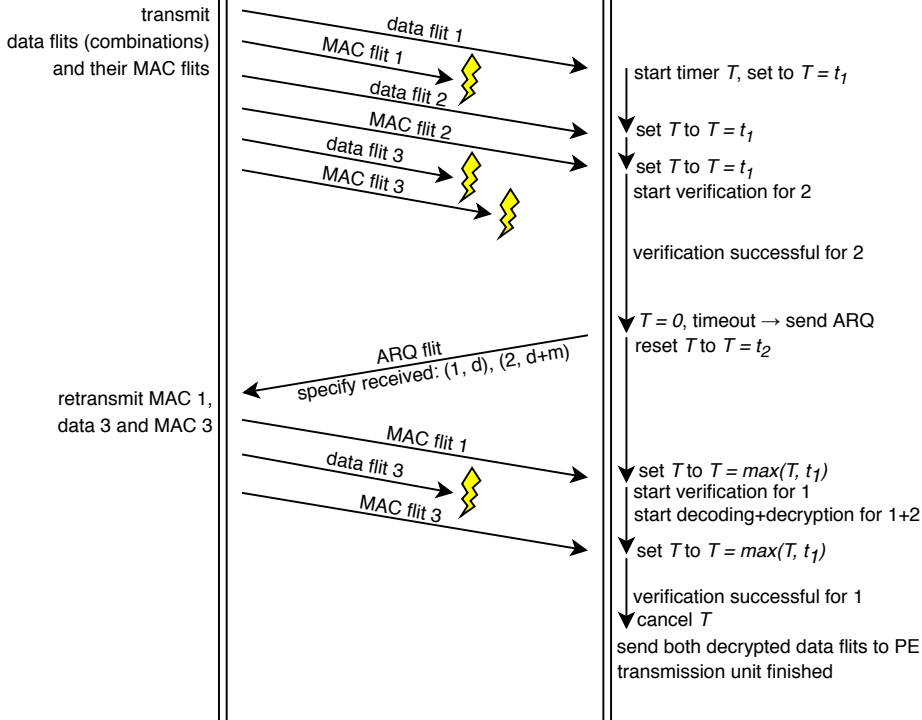 transmit
data flits (combinations)
and their MAC flits
data flit 1
MAC flit 1
data flit 2
MAC flit 2
data flit 3
MAC flit 3
start timer T, set to T = t1
set T to T = t1
set T to T = t1
start verification for 2
verification successful for 2
T = 0, timeout → send ARQ
reset T to T = t2
ARQ flit
specify received: (1, d), (2, d+m)
retransmit MAC 1,
data 3 and MAC 3
MAC flit 1
data flit 3
MAC flit 3
set T to T = max(T, t1)
start verification for 1
start decoding+decryption for 1+2
set T to T = max(T, t1)
verification successful for 1
cancel T
send both decrypted data flits to PE
transmission unit finished